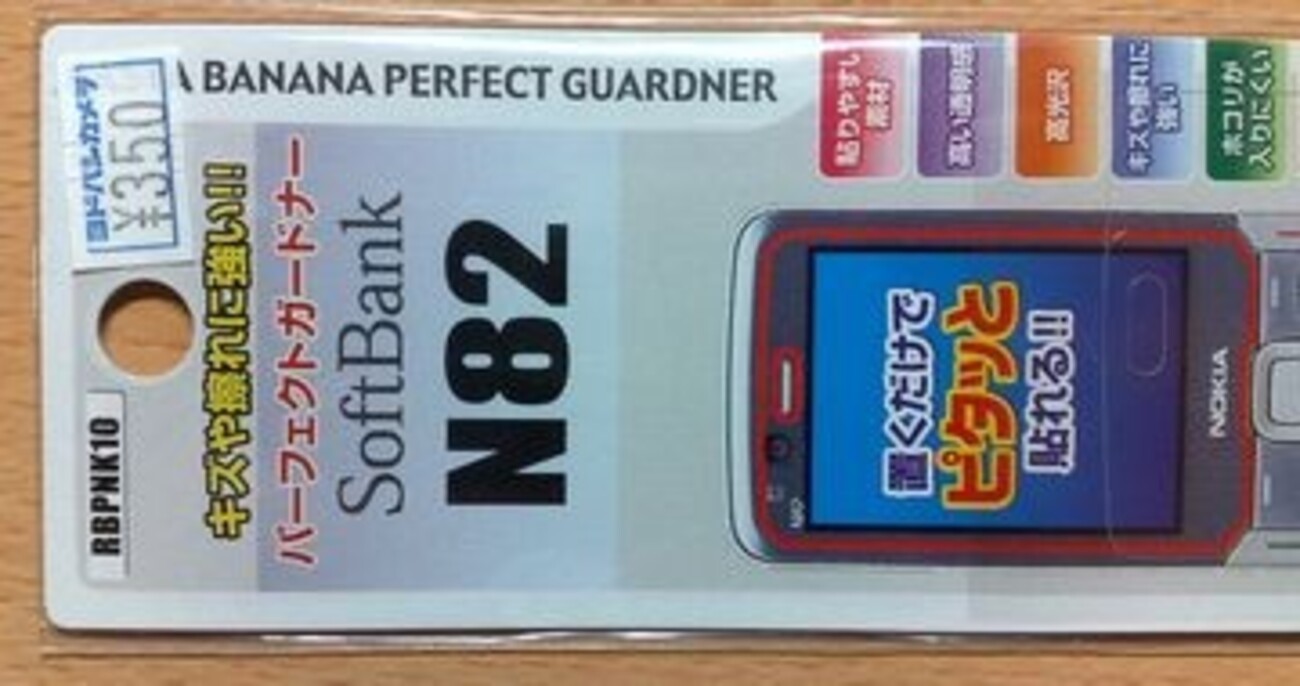 A BANANA PERFECT GUARDNER
ヨドバシカメラ
¥350
RBPNK10
キズや擦れに強い!!
パーフェクトガードナー
SoftBank
N82
貼りやすい
素材
高い透明感
高光沢
キズや擦れに
強い
ホコリが
入りにくい
置くだけで
ピタッと
貼れる!!
NOKIA